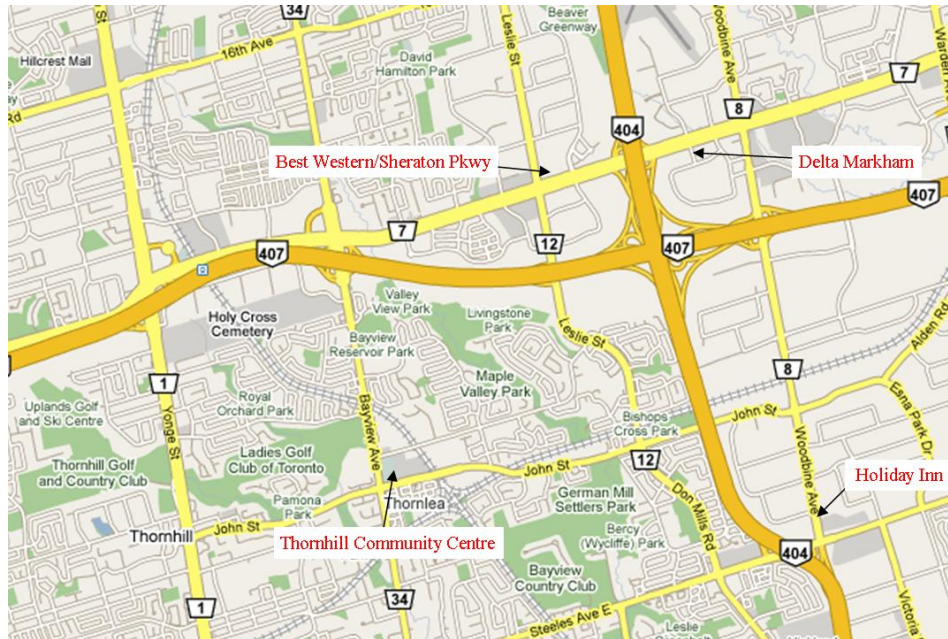 34
Leslie St
Beaver
Greenway
Woodbine Ave
Hillcrest Mall
16th Ave
David
Hamilton Park
7
8
404
Rd
Best Western/Sheraton Pkwy
Delta Markham
407
7
12
407
407
Holy Cross
Cemetery
Valley
View Park
Livingstone
Park
Leslie St
Bayview
Reservoir Park
Alden Rd
1
Maple
Valley Park
8
Uplands Golf
and Ski Centre
Royal
Orchard Park
Yonge St
Bayview Ave
Bishops
Cross Park
John St
Esna Park Dr
Thornhill Golf
and Country Club
Ladies Golf
Club of Toronto
John St
12
Woodbine Ave
Holiday Inn
Pamona
Park
Thornlea
German Mill
Settlers Park
Don Mills Rd
Thornhill
John St
Thornhill Community Centre
Bercy
(Wycliffe) Park
404
Bayview
Country Club
1
34
Steeles Ave E
Leslie
Victoria